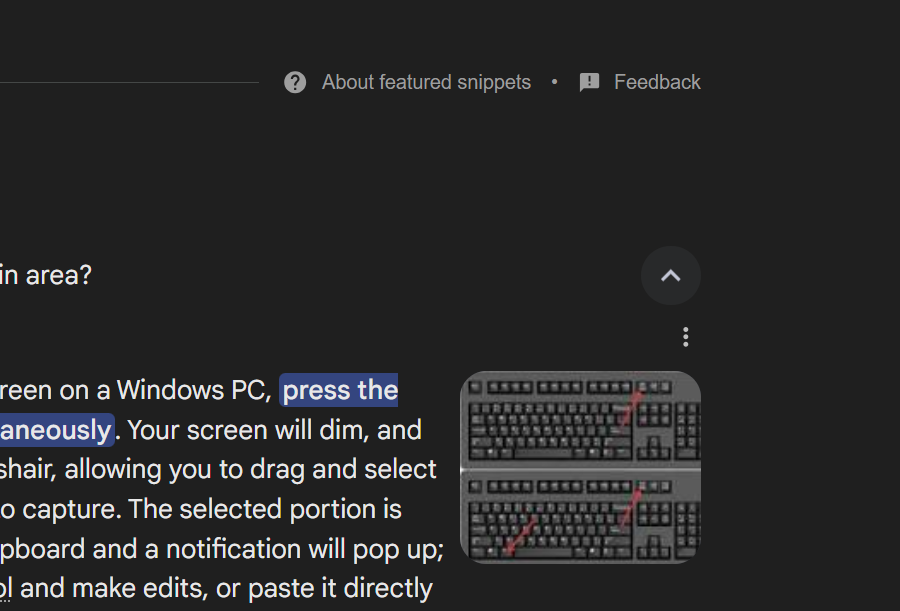 About featured snippets • Feedback
in area?
reen on a Windows PC, press the
aneously. Your screen will dim, and
shair, allowing you to drag and select
o capture. The selected portion is
pboard and a notification will pop up;
ol and make edits, or paste it directly